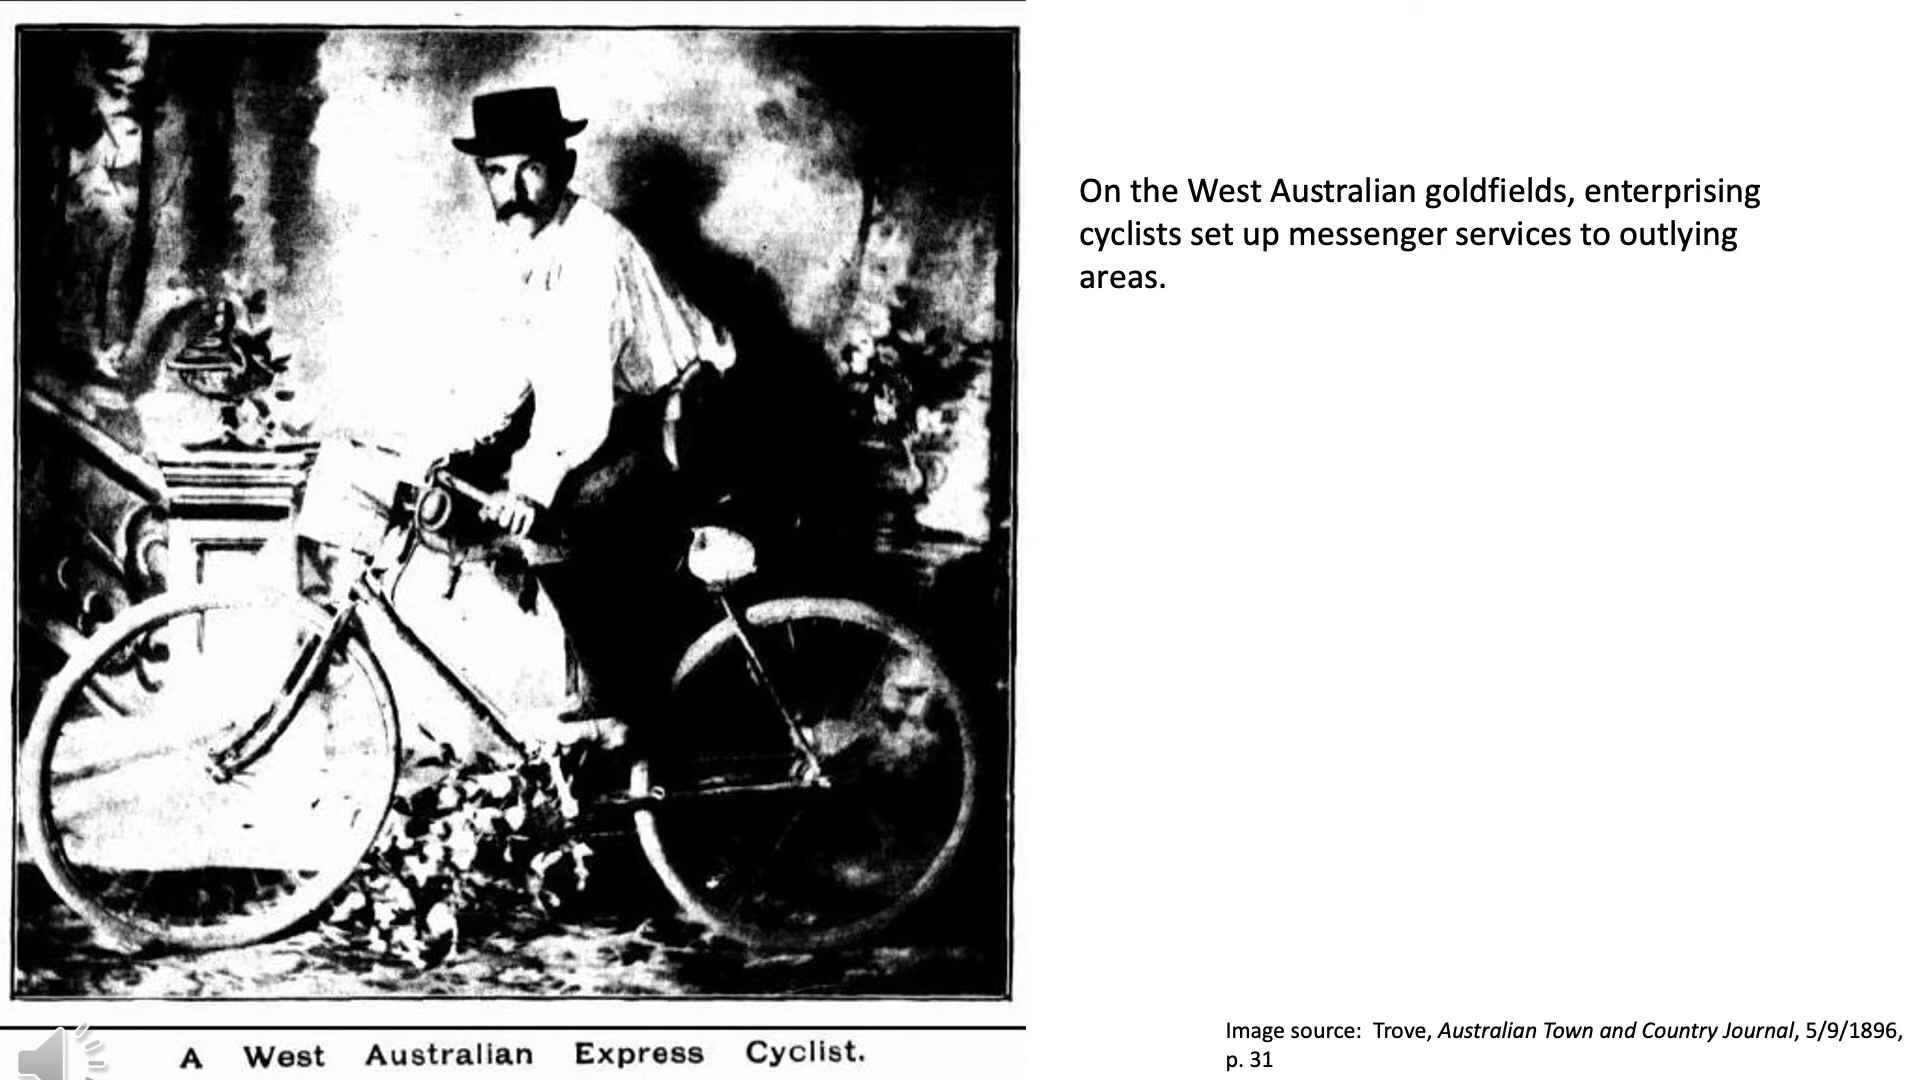 On the West Australian goldfields, enterprising
cyclists set up messenger services to outlying
areas.
A West Australian Express Cyclist.
Image source: Trove, Australian Town and Country Journal, 5/9/1896,
p. 31